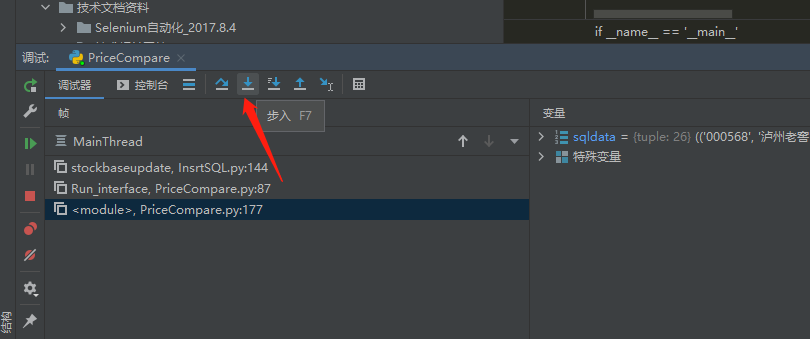 技术文档资料
Selenium自动化_2017.8.4
if __name__ == '__main__'
调试: PriceCompare
调试器 控制台
步入 F7
帧
变量
MainThread
sqldata = {tuple: 26} (('000568', '泸州老窖
stockbaseupdate, InsrtSQL.py:144
特殊变量
Run_interface, PriceCompare.py:87
<module>, PriceCompare.py:177
结构